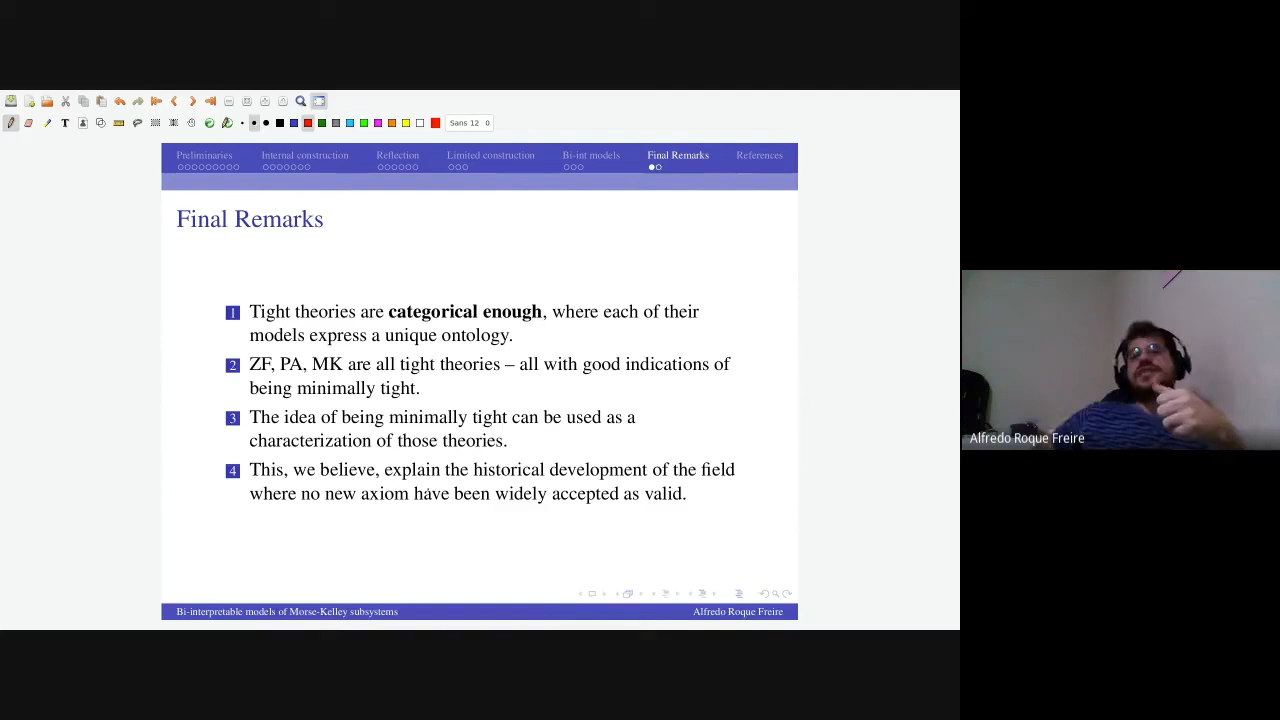 Sans 12 0
Preliminaries Internal construction Reflection Limited construction Bi-int models Final Remarks References
Final Remarks
1 Tight theories are categorical enough, where each of their
models express a unique ontology.
2 ZF, PA, MK are all tight theories – all with good indications of
being minimally tight.
3 The idea of being minimally tight can be used as a
characterization of those theories.
4 This, we believe, explain the historical development of the field
where no new axiom have been widely accepted as valid.
Bi-interpretable models of Morse-Kelley subsystems Alfredo Roque Freire
Alfredo Roque Freire